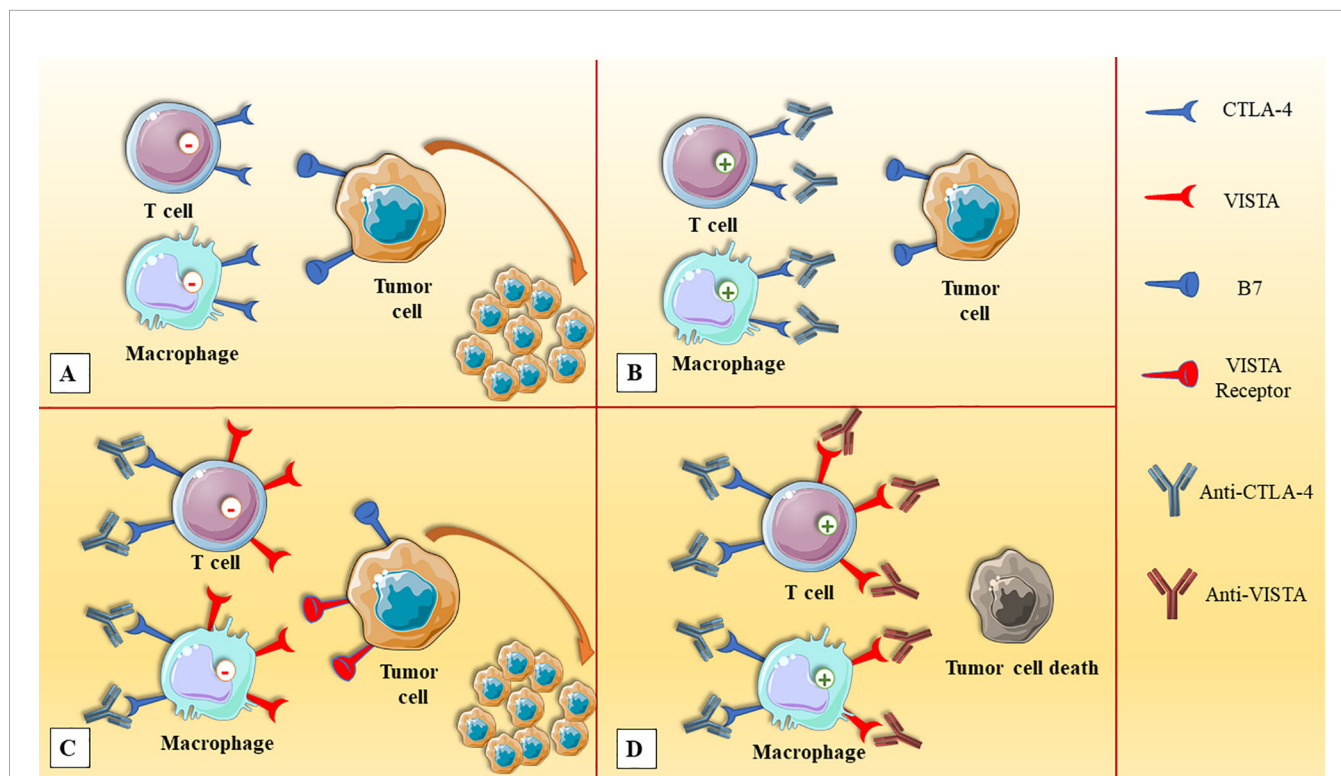 T cell
-
Tumor
cell
-
Macrophage
A
+
T cell
+
Tumor
cell
Macrophage
B
-
T cell
-
Tumor
cell
Macrophage
C
+
T cell
+
Tumor cell death
Macrophage
D
CTLA-4
VISTA
B7
VISTA
Receptor
Anti-CTLA-4
Anti-VISTA